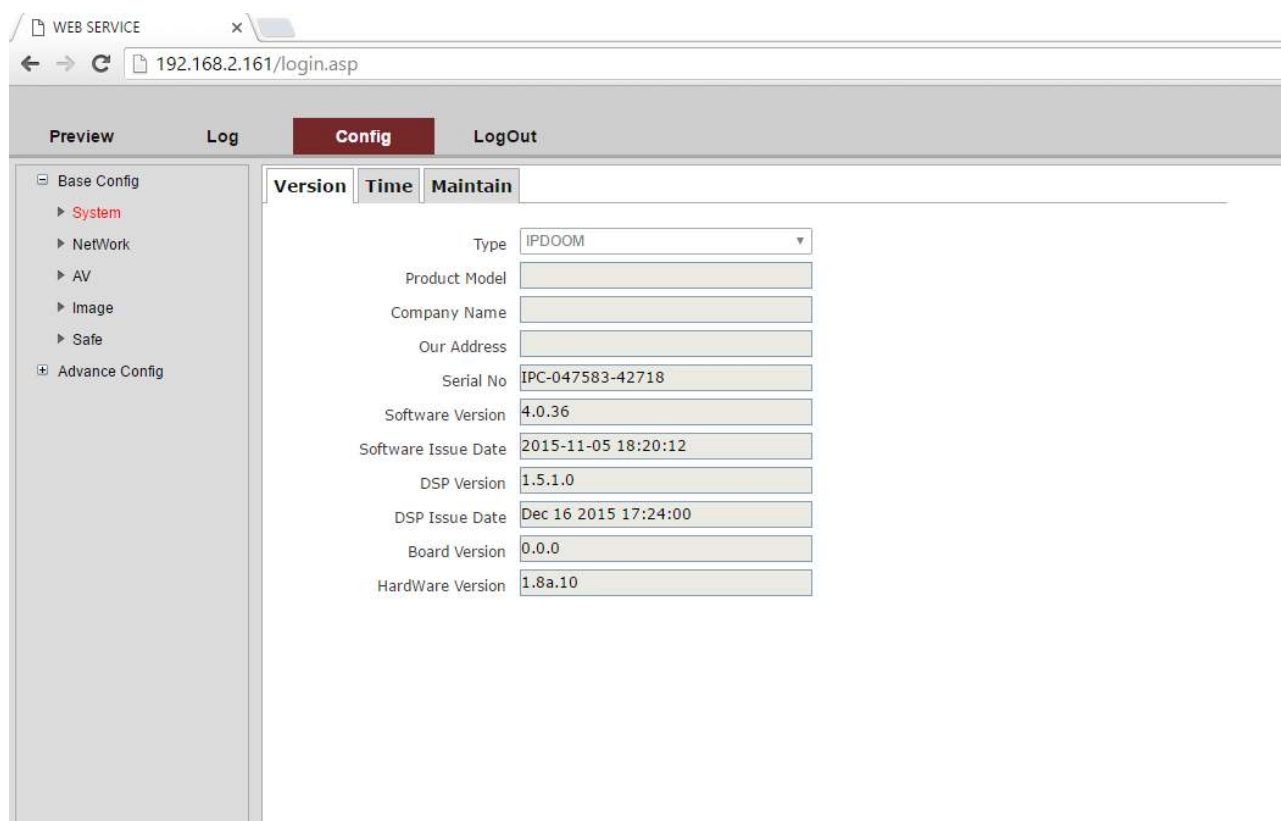 WEB SERVICE
192.168.2.161/login.asp
Preview Log Config LogOut
Base Config
System
NetWork
AV
Image
Safe
Advance Config
Version Time Maintain
Type IPDOOM
Product Model
Company Name
Our Address
Serial No IPC-047583-42718
Software Version 4.0.36
Software Issue Date 2015-11-05 18:20:12
DSP Version 1.5.1.0
DSP Issue Date Dec 16 2015 17:24:00
Board Version 0.0.0
HardWare Version 1.8a.10